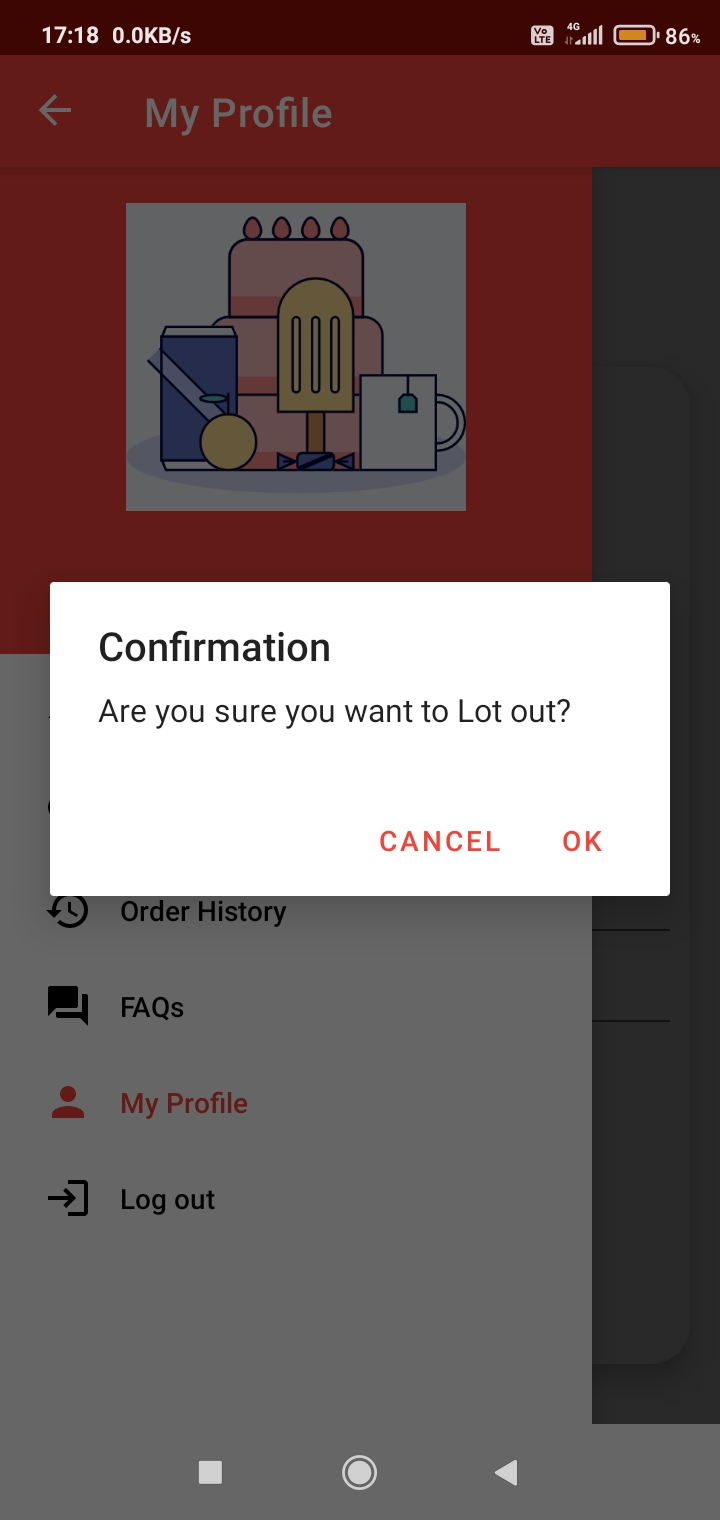 17:18 0.0KB/s Vo LTE 4G 86%
My Profile
Confirmation
Are you sure you want to Lot out?
CANCEL OK
Order History
FAQs
My Profile
Log out